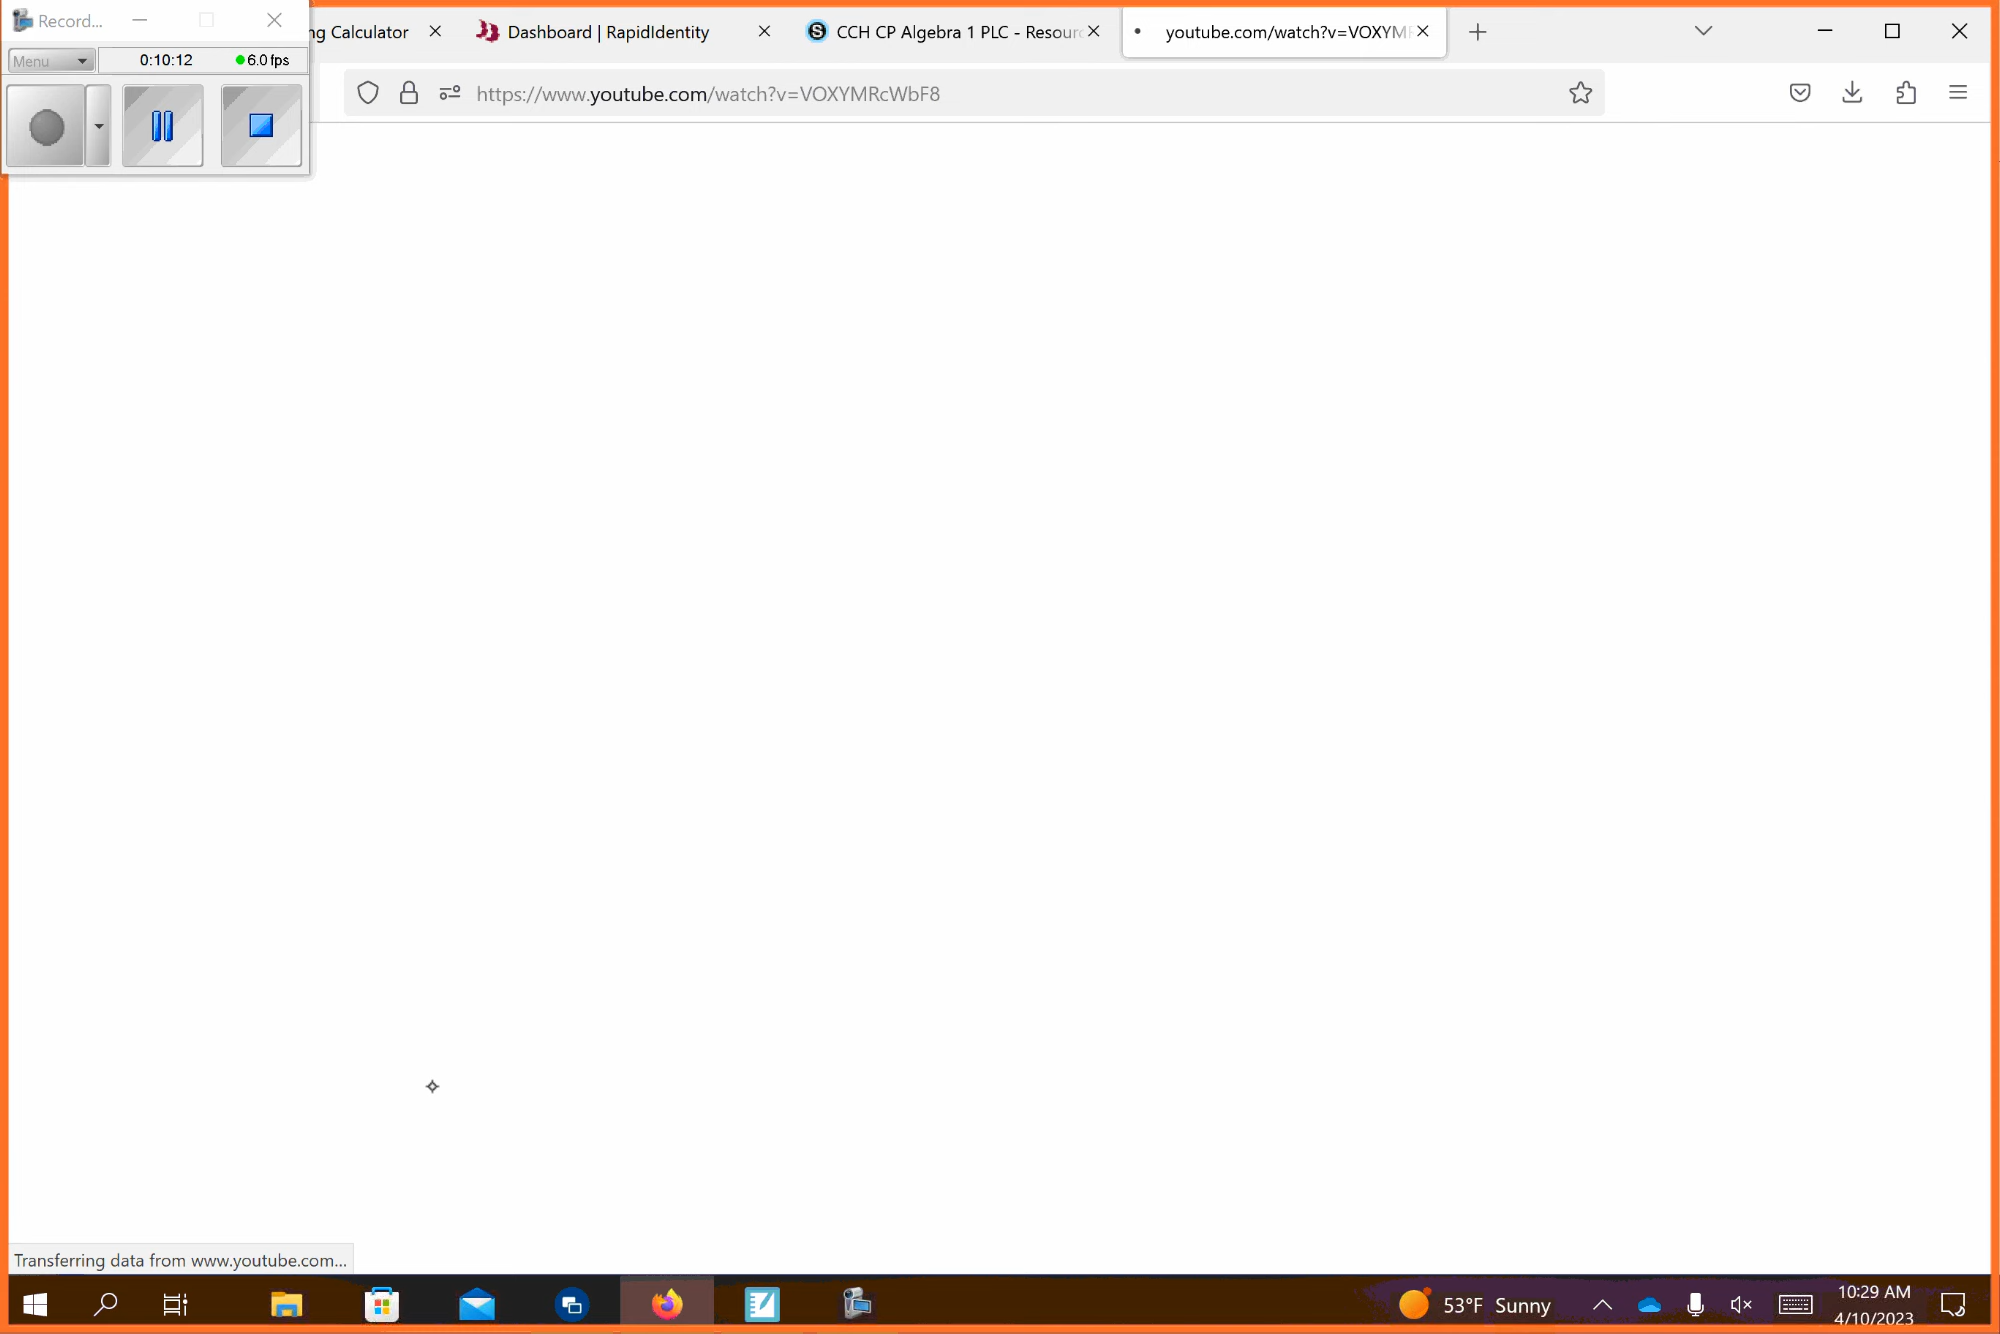 Record...
Menu
0:10:12
6.0 fps
ng Calculator
Dashboard | RapidIdentity
CCH CP Algebra 1 PLC - Resour
youtube.com/watch?v=VOXYM
https://www.youtube.com/watch?v=VOXYMRcWbF8
Transferring data from www.youtube.com...
53°F Sunny
10:29 AM
4/10/2023